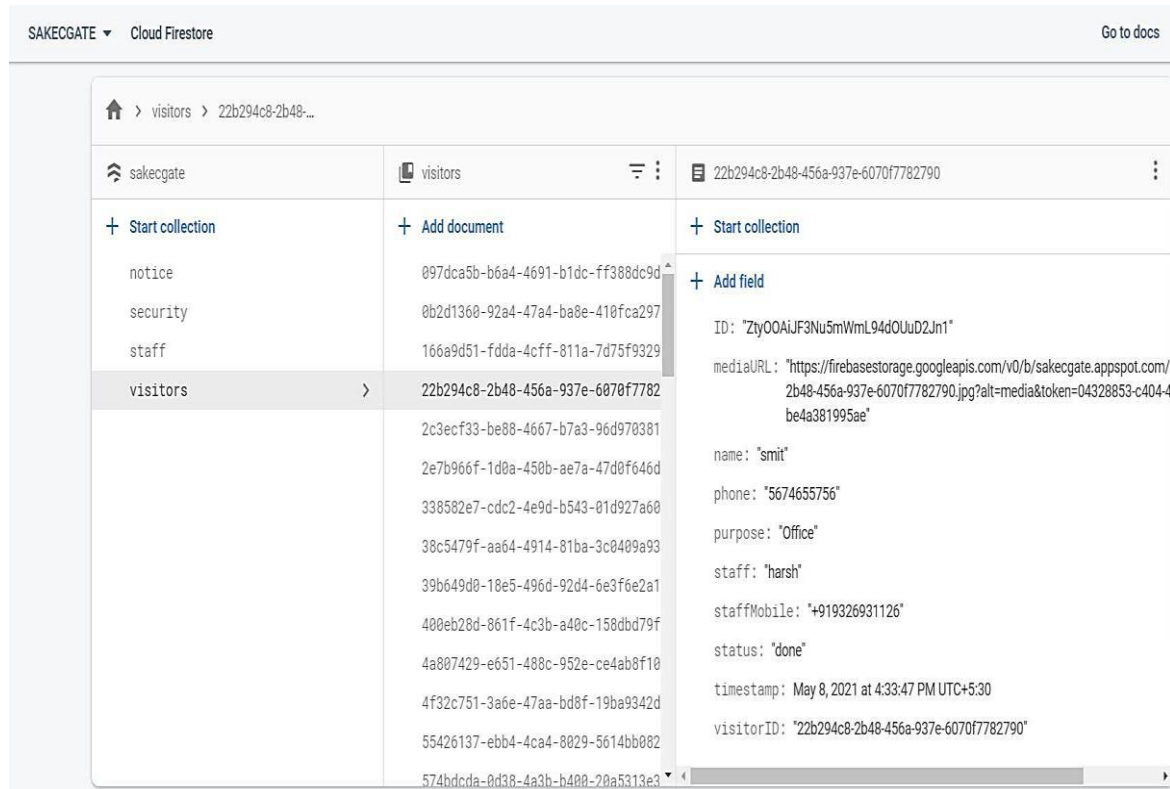 SAKECGATE Cloud Firestore Go to docs
> visitors > 22b294c8-2b48-...
sakecgate
+ Start collection
notice
security
staff
visitors
visitors
+ Add document
097dca5b-b6a4-4691-b1dc-ff388dc9d
0b2d1360-92a4-47a4-ba8e-410fca297
166a9d51-fdda-4cff-811a-7d75f9329
22b294c8-2b48-456a-937e-6070f7782
2c3ecf33-be88-4667-b7a3-96d970381
2e7b966f-1d0a-450b-ae7a-47d0f646d
338582e7-cdc2-4e9d-b543-01d927a60
38c5479f-aa64-4914-81ba-3c0409a93
39b649d0-18e5-496d-92d4-6e3f6e2a1
400eb28d-861f-4c3b-a40c-158dbd79f
4a807429-e651-488c-952e-ce4ab8f10
4f32c751-3a6e-47aa-bd8f-19ba9342d
55426137-ebb4-4ca4-8029-5614bb082
574bdcda-0d38-4a3b-b400-20a5313e3
22b294c8-2b48-456a-937e-6070f7782790
+ Start collection
+ Add field
ID: "ZtyOOAiJF3Nu5mWmL94dOUuD2Jn1"
mediaURL: "https://firebasestorage.googleapis.com/v0/b/sakecgate.appspot.com/
2b48-456a-937e-6070f7782790.jpg?alt=media&token=04328853-c404-4
be4a381995ae"
name: "smit"
phone: "5674655756"
purpose: "Office"
staff: "harsh"
staffMobile: "+919326931126"
status: "done"
timestamp: May 8, 2021 at 4:33:47 PM UTC+5:30
visitorID: "22b294c8-2b48-456a-937e-6070f7782790"